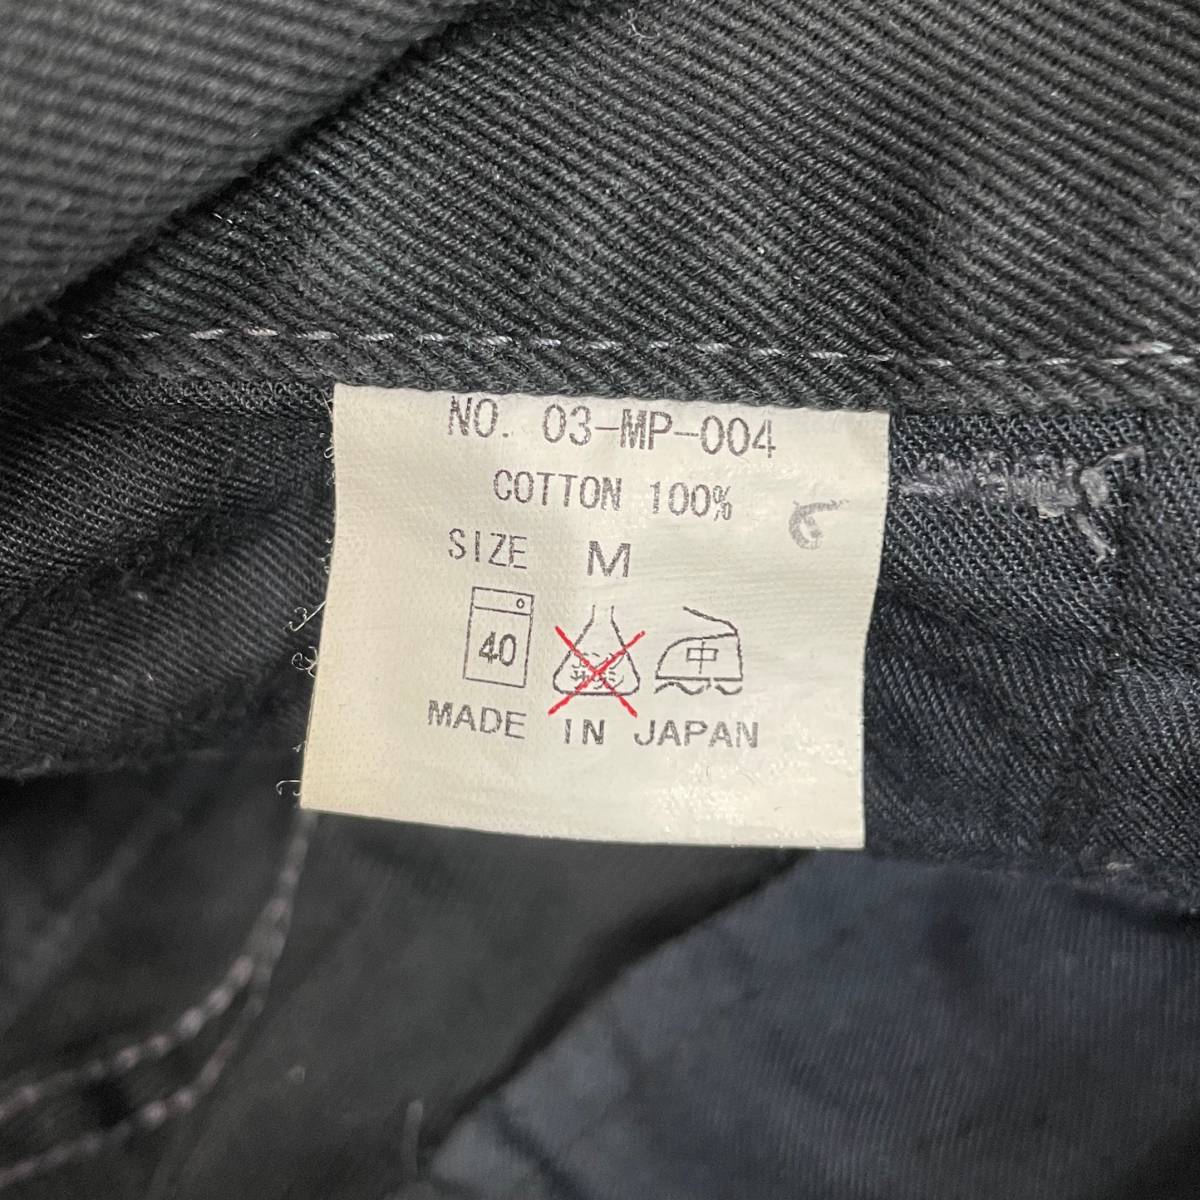 NO. 03-MP-004
COTTON 100%
SIZE M
40
中
MADE IN JAPAN